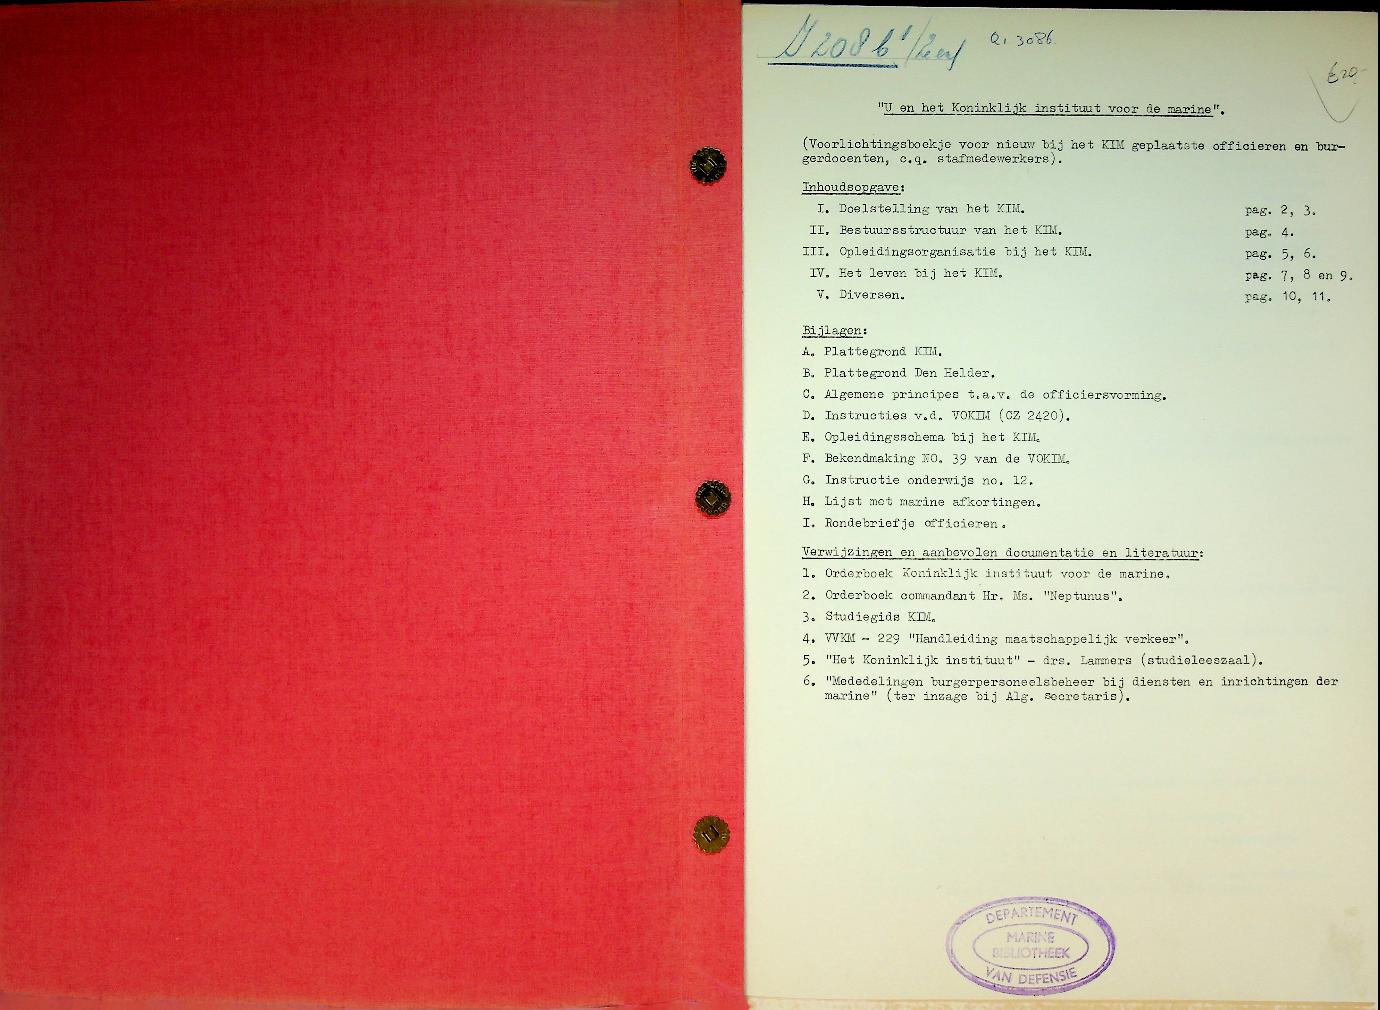 Q. 3086.
"U en het Koninklijk instituut voor de marine".
(Voorlichtingsboekje voor nieuw bij het KIM geplaatste officieren en bur-
gerdocenten, c.q. stafmedewerkers).
Inhoudsopgave:
I. Doelstelling van het KIM. pag. 2, 3.
II. Bestuursstructuur van het KIM. pag. 4.
III. Opleidingsorganisatie bij het KIM. pag. 5, 6.
IV. Het leven bij het KIM. pag. 7, 8 en 9.
V. Diversen. pag. 10, 11.
Bijlagen:
A. Plattegrond KIM.
B. Plattegrond Den Helder.
C. Algemene principes t.a.v. de officiersvorming.
D. Instructies v.d. VOKIM (CZ 2420).
E. Opleidingsschema bij het KIM.
F. Bekendmaking NO. 39 van de VOKIM.
G. Instructie onderwijs no. 12.
H. Lijst met marine afkortingen.
I. Rondebriefje officieren.
Verwijzingen en aanbevolen documentatie en literatuur:
1. Orderboek Koninklijk instituut voor de marine.
2. Orderboek commandant Hr. Ms. "Neptunus".
3. Studiegids KIM.
4. VVKM - 229 "Handleiding maatschappelijk verkeer".
5. "Het Koninklijk instituut" - drs. Lammers (studieleeszaal).
6. "Mededelingen burgerpersoneelsbeheer bij diensten en inrichtingen der
marine" (ter inzage bij Alg. secretaris).
DEPARTEMENT
MARINE
BIBLIOTHEEK
VAN DEFENSIE